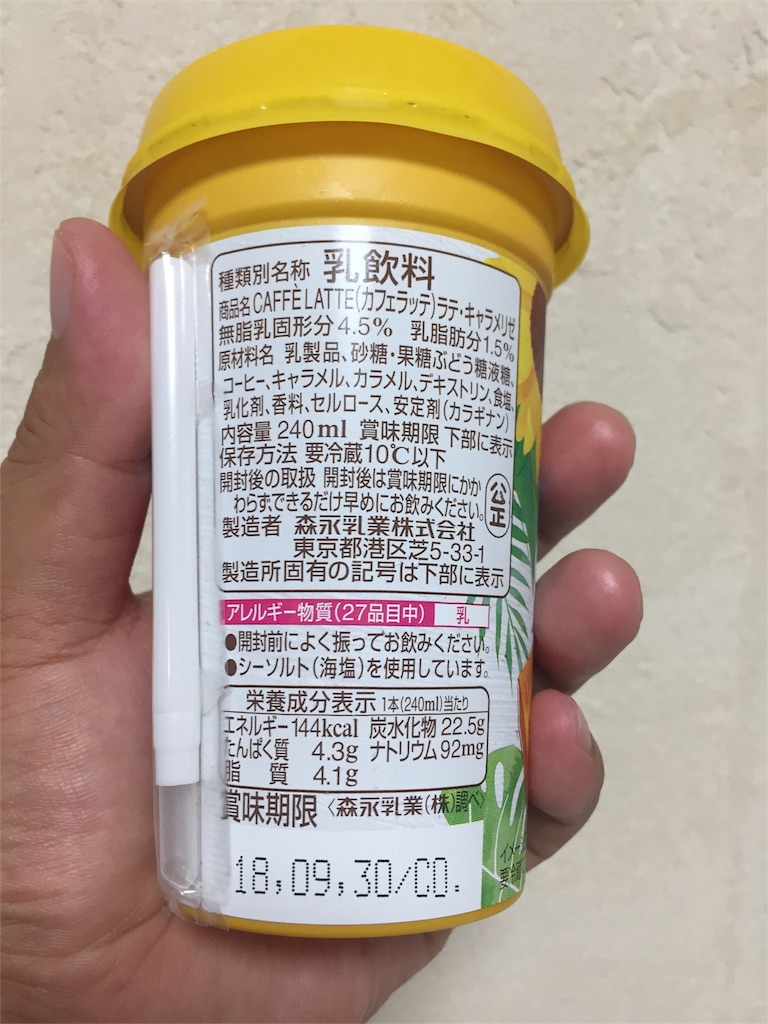 種類別名称 乳飲料
商品名 CAFFÈ LATTE(カフェラッテ)ラテ・キャラメリゼ
無脂乳固形分 4.5% 乳脂肪分 1.5%
原材料名 乳製品、砂糖・果糖ぶどう糖液糖、
コーヒー、キャラメル、カラメル、デキストリン、食塩、
乳化剤、香料、セルロース、安定剤(カラギナン)
内容量 240ml 賞味期限 下部に表示
保存方法 要冷蔵10℃以下
開封後の取扱 開封後は賞味期限にかか
わらず、できるだけ早めにお飲みください。
公正
製造者 森永乳業株式会社
東京都港区芝5-33-1
製造所固有の記号は下部に表示
アレルギー物質(27品目中) 乳
●開封前によく振ってお飲みください。
●シーソルト(海塩)を使用しています。
栄養成分表示 1本(240ml)当たり
エネルギー 144kcal 炭水化物 22.5g
たんぱく質 4.3g ナトリウム 92mg
脂質 4.1g
賞味期限 〈森永乳業(株)調べ〉
18,09,30/CO.
イメー
要冷蔵